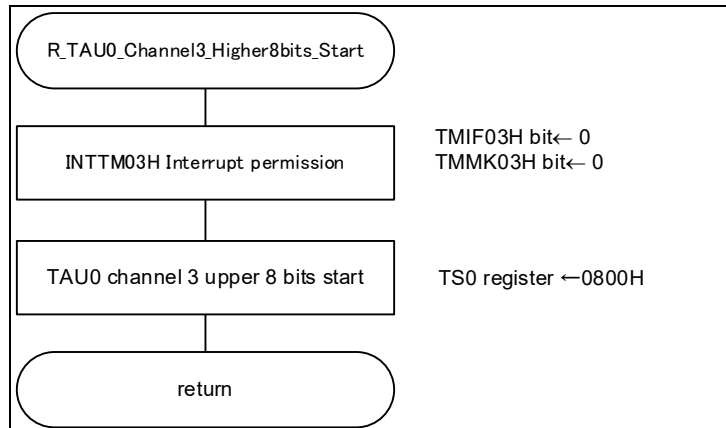 R_TAU0_Channel3_Higher8bits_Start
INTTM03H Interrupt permission
TMIF03H bit← 0
TMMK03H bit← 0
TAU0 channel 3 upper 8 bits start
TS0 register ←0800H
return